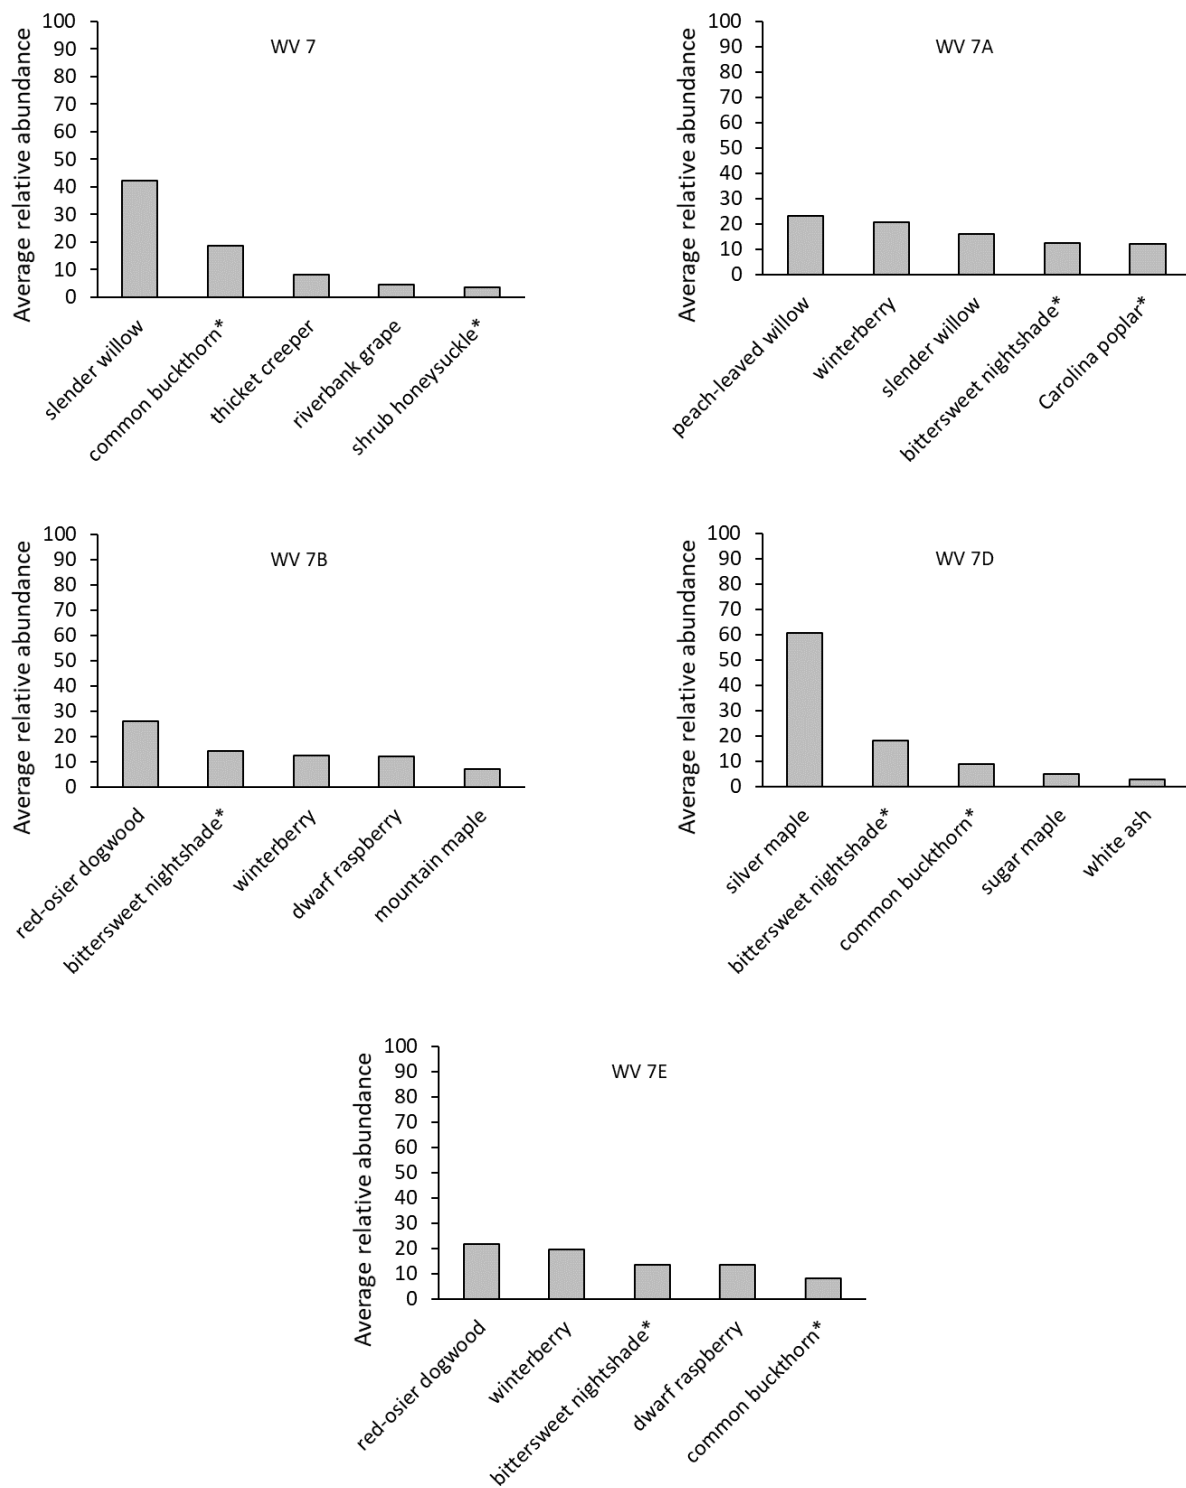 WV 7
Average relative abundance
100
90
80
70
60
50
40
30
20
10
0
slender willow
common buckthorn*
thicket creeper
riverbank grape
shrub honeysuckle*
WV 7A
Average relative abundance
100
90
80
70
60
50
40
30
20
10
0
peach-leaved willow
winterberry
slender willow
bittersweet nightshade*
Carolina poplar*
WV 7B
Average relative abundance
100
90
80
70
60
50
40
30
20
10
0
red-osier dogwood
bittersweet nightshade*
winterberry
dwarf raspberry
mountain maple
WV 7D
Average relative abundance
100
90
80
70
60
50
40
30
20
10
0
silver maple
bittersweet nightshade*
common buckthorn*
sugar maple
white ash
WV 7E
Average relative abundance
100
90
80
70
60
50
40
30
20
10
0
red-osier dogwood
winterberry
bittersweet nightshade*
dwarf raspberry
common buckthorn*